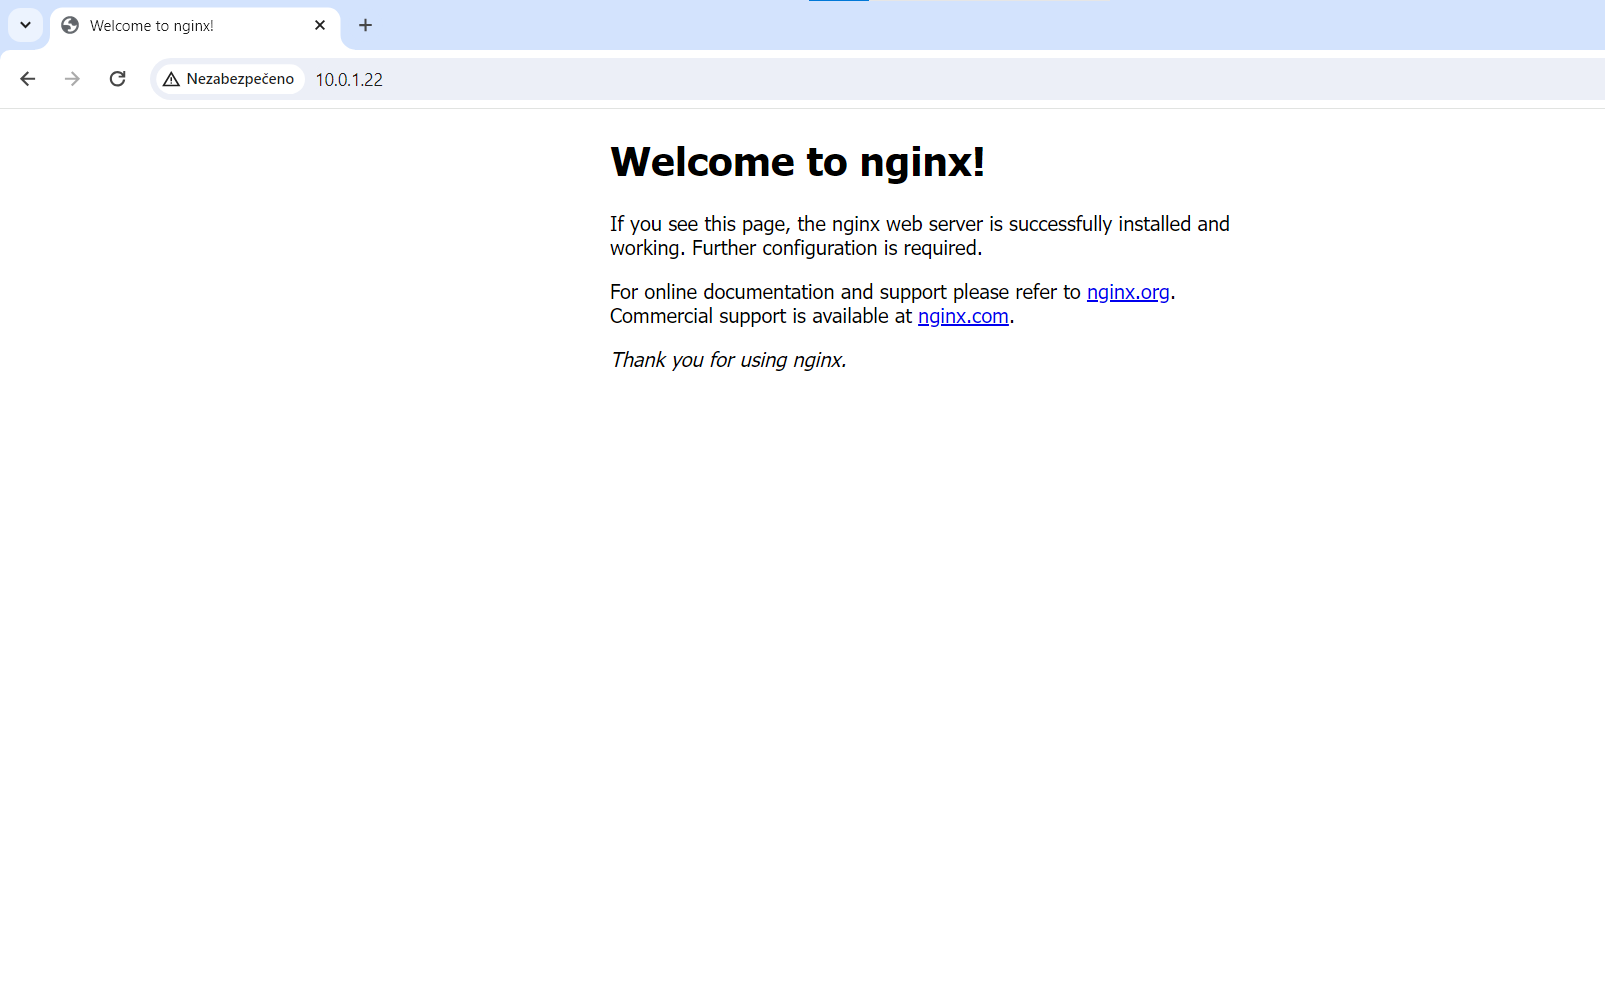 Welcome to nginx!
Nezabezpečeno 10.0.1.22
Welcome to nginx!
If you see this page, the nginx web server is successfully installed and
working. Further configuration is required.
For online documentation and support please refer to nginx.org.
Commercial support is available at nginx.com.
Thank you for using nginx.